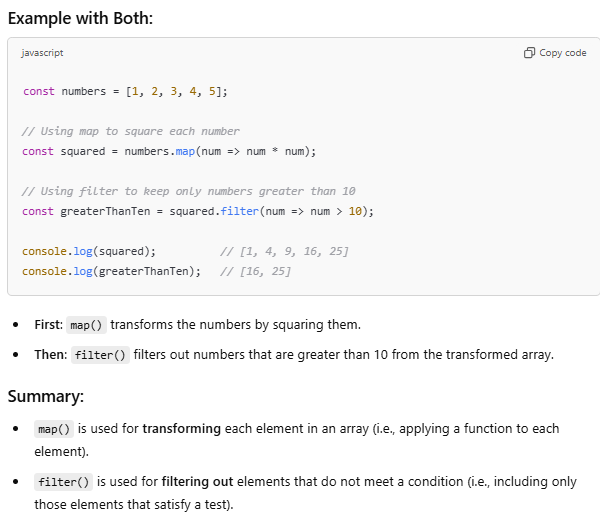 Example with Both:
javascript
Copy code
const numbers = [1, 2, 3, 4, 5];
// Using map to square each number
const squared = numbers.map(num => num * num);
// Using filter to keep only numbers greater than 10
const greaterThanTen = squared.filter(num => num > 10);
console.log(squared);          // [1, 4, 9, 16, 25]
console.log(greaterThanTen);   // [16, 25]
• First: map() transforms the numbers by squaring them.
• Then: filter() filters out numbers that are greater than 10 from the transformed array.
Summary:
• map() is used for transforming each element in an array (i.e., applying a function to each
element).
• filter() is used for filtering out elements that do not meet a condition (i.e., including only
those elements that satisfy a test).